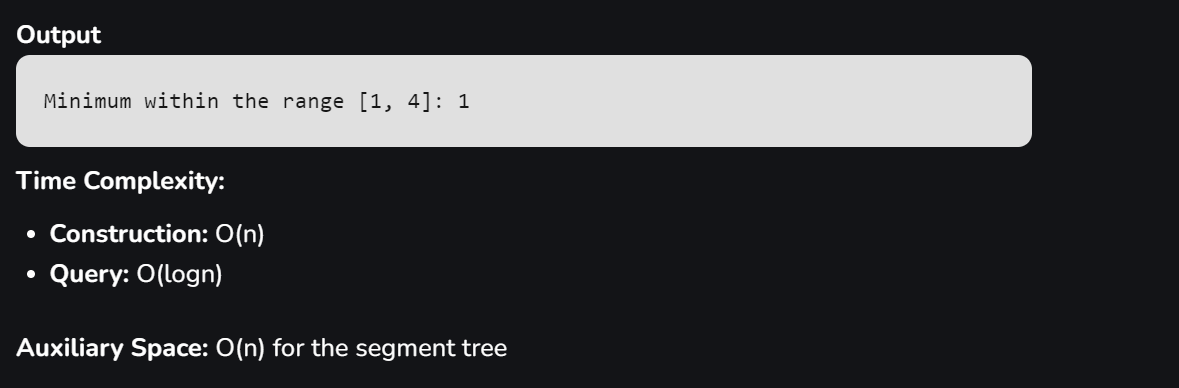 Output
Minimum within the range [1, 4]: 1
Time Complexity:
• Construction: O(n)
• Query: O(logn)
Auxiliary Space: O(n) for the segment tree